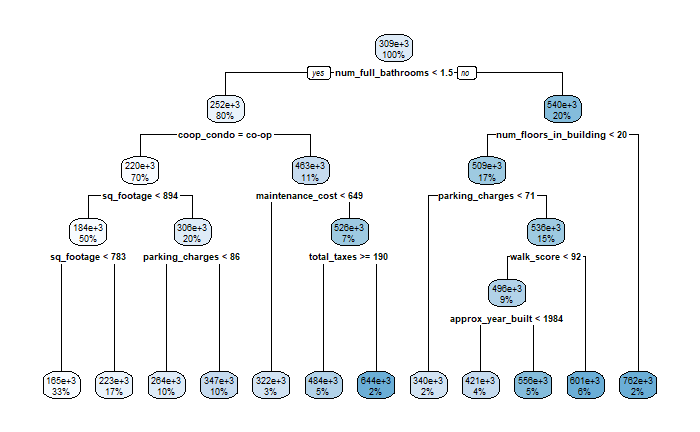 309e+3
100%
yes num_full_bathrooms < 1.5 no
252e+3 540e+3
80% 20%
coop_condo = co-op num_floors_in_building < 20
220e+3 463e+3 509e+3
70% 11% 17%
sq_footage < 894 maintenance_cost < 649 parking_charges < 71
184e+3 306e+3 526e+3 536e+3
50% 20% 7% 15%
sq_footage < 783 parking_charges < 86 total_taxes >= 190 walk_score < 92
496e+3
9%
approx_year_built < 1984
165e+3 223e+3 264e+3 347e+3 322e+3 484e+3 644e+3 340e+3 421e+3 556e+3 601e+3 762e+3
33% 17% 10% 10% 3% 5% 2% 2% 4% 5% 6% 2%